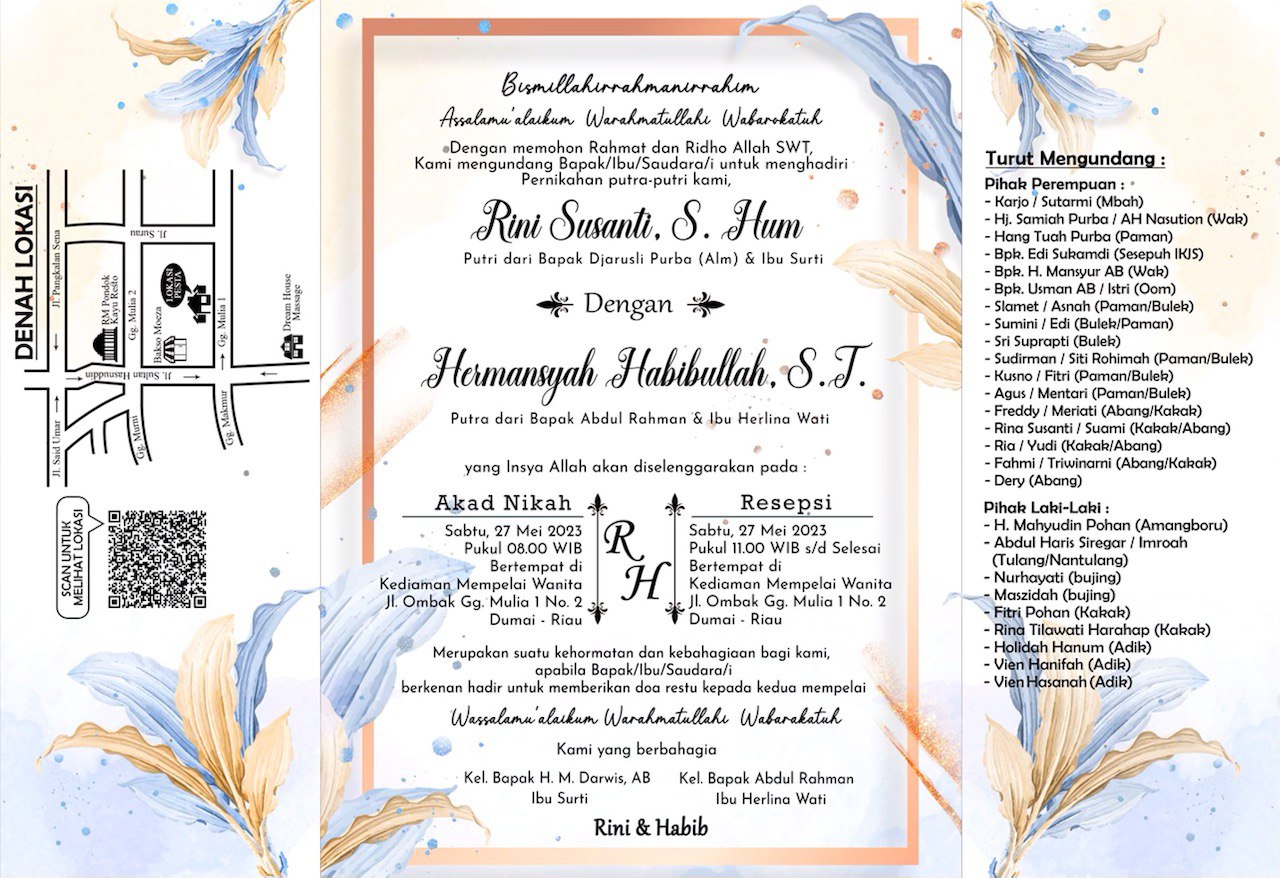 DENAH LOKASI
Jl. Pangkalan Sena
Jl. Surau
RM Pondok
Kayu Resto
Gg. Mulia 2
Bakso Moeza
LOKASI
PESTA
Gg. Mulia 1
Dream House
Massage
Jl. Sultan Hasnuddin
Jl. Said Umar
Gg. Murni
Gg. Makmur
SCAN UNTUK
MELIHAT LOKASI
Bismillahirrahmanirrahim
Assalamu'alaikum Warahmatullahi Wabarokatuh
Dengan memohon Rahmat dan Ridho Allah SWT,
Kami mengundang Bapak/Ibu/Saudara/i untuk menghadiri
Pernikahan putra-putri kami,
Rini Susanti, S. Hum
Putri dari Bapak Djarusli Purba (Alm) & Ibu Surti
Dengan
Hermansyah Habibullah, S.T.
Putra dari Bapak Abdul Rahman & Ibu Herlina Wati
yang Insya Allah akan diselenggarakan pada :
Akad Nikah
Sabtu, 27 Mei 2023
Pukul 08.00 WIB
Bertempat di
Kediaman Mempelai Wanita
Jl. Ombak Gg. Mulia 1 No. 2
Dumai - Riau
R
H
Resepsi
Sabtu, 27 Mei 2023
Pukul 11.00 WIB s/d Selesai
Bertempat di
Kediaman Mempelai Wanita
Jl. Ombak Gg. Mulia 1 No. 2
Dumai - Riau
Merupakan suatu kehormatan dan kebahagiaan bagi kami,
apabila Bapak/Ibu/Saudara/i
berkenan hadir untuk memberikan doa restu kepada kedua mempelai
Wassalamu'alaikum Warahmatullahi Wabarakatuh
Kami yang berbahagia
Kel. Bapak H. M. Darwis, AB
Ibu Surti
Kel. Bapak Abdul Rahman
Ibu Herlina Wati
Rini & Habib
Turut Mengundang :
Pihak Perempuan :
- Karjo / Sutarmi (Mbah)
- Hj. Samiah Purba / AH Nasution (Wak)
- Hang Tuah Purba (Paman)
- Bpk. Edi Sukamdi (Sesepuh IKJS)
- Bpk. H. Mansyur AB (Wak)
- Bpk. Usman AB / Istri (Oom)
- Slamet / Asnah (Paman/Bulek)
- Sumini / Edi (Bulek/Paman)
- Sri Suprapti (Bulek)
- Sudirman / Siti Rohimah (Paman/Bulek)
- Kusno / Fitri (Paman/Bulek)
- Agus / Mentari (Paman/Bulek)
- Freddy / Meriati (Abang/Kakak)
- Rina Susanti / Suami (Kakak/Abang)
- Ria / Yudi (Kakak/Abang)
- Fahmi / Triwinarni (Abang/Kakak)
- Dery (Abang)
Pihak Laki-Laki :
- H. Mahyudin Pohan (Amangboru)
- Abdul Haris Siregar / Imroah
(Tulang/Nantulang)
- Nurhayati (bujing)
- Maszidah (bujing)
- Fitri Pohan (Kakak)
- Rina Tilawati Harahap (Kakak)
- Holidah Hanum (Adik)
- Vien Hanifah (Adik)
- Vien Hasanah (Adik)